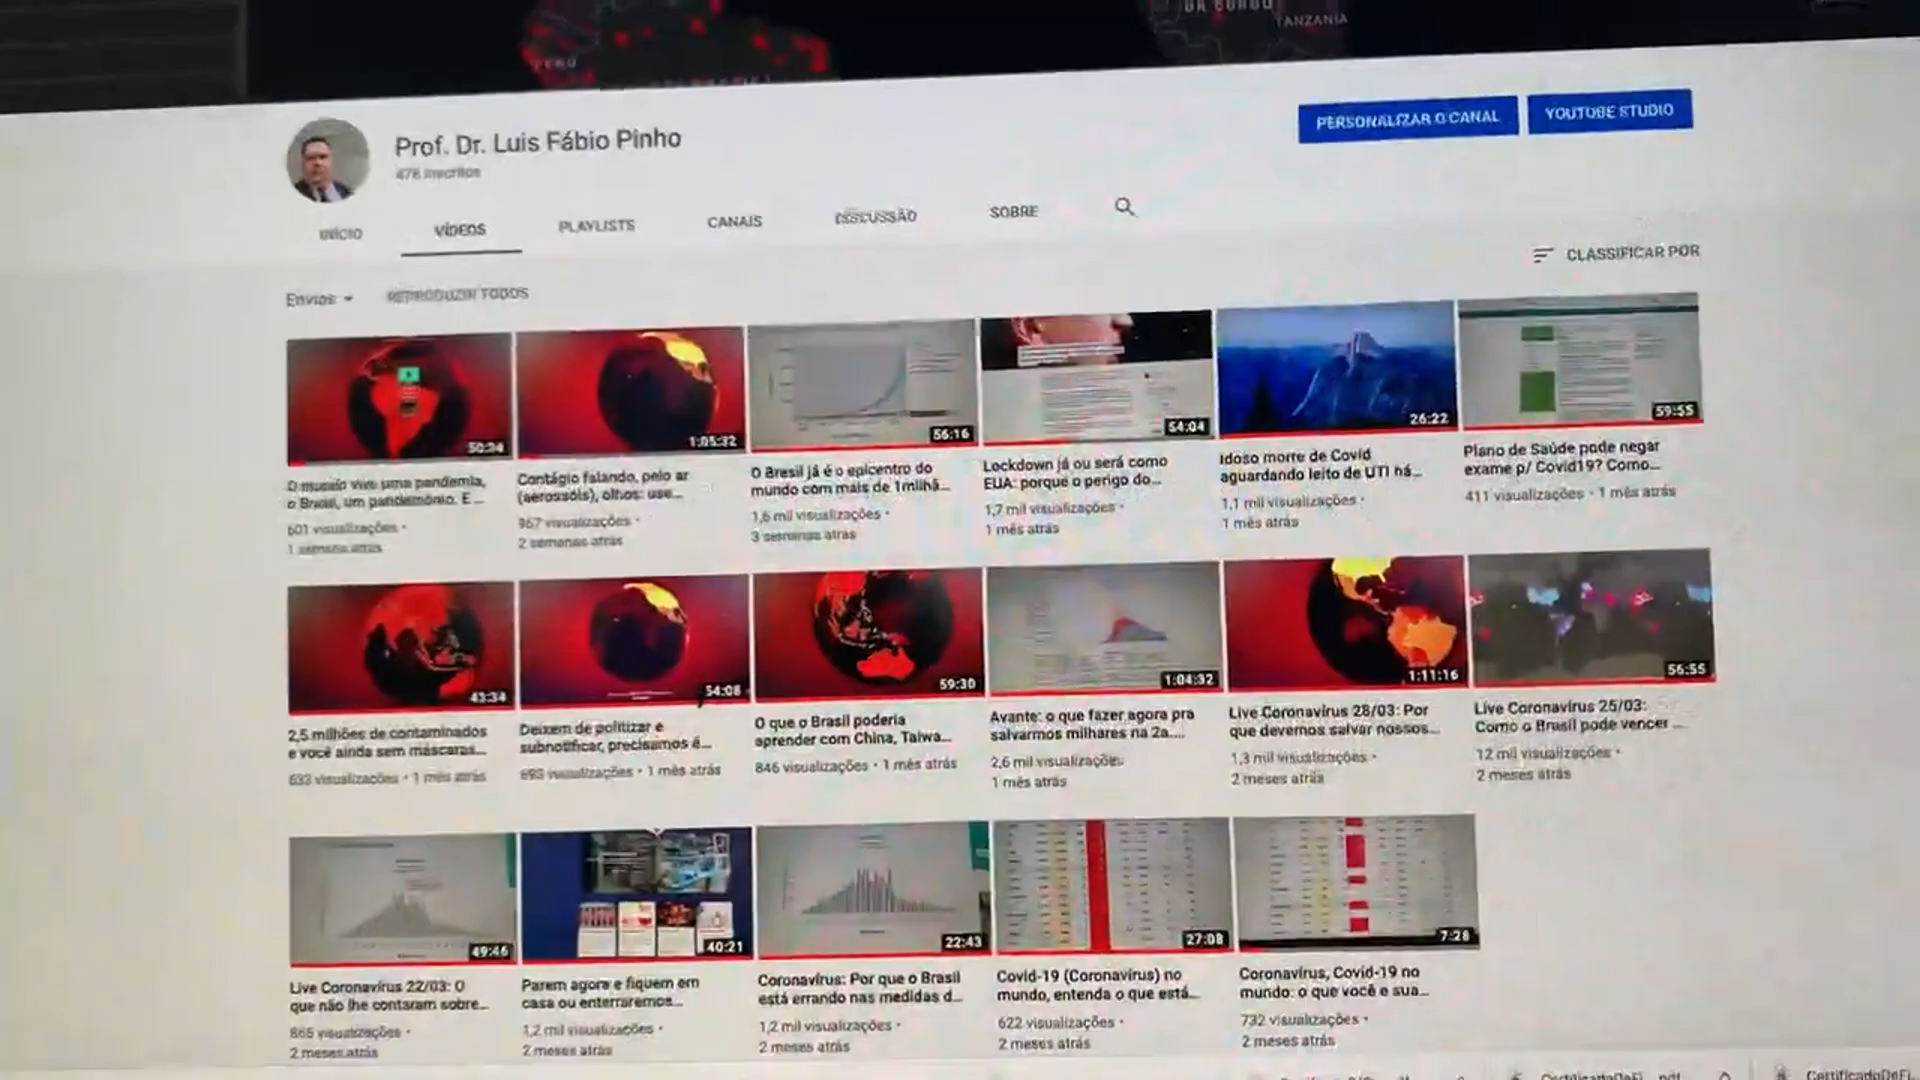 DA CONGO
TANZANIA
PERU
Prof. Dr. Luis Fábio Pinho
476 inscritos
PERSONALIZAR O CANAL
YOUTUBE STUDIO
INÍCIO
VÍDEOS
PLAYLISTS
CANAIS
DISCUSSÃO
SOBRE
CLASSIFICAR POR
Envios
REPRODUZIR TODOS
50:34
1:05:32
56:16
54:04
26:22
59:55
O mundo vive uma pandemia,
o Brasil, um pandemônio. E ...
601 visualizações •
1 semana atrás
Contágio falando, pelo ar
(aerossóis), olhos: use...
967 visualizações •
2 semanas atrás
O Brasil já é o epicentro do
mundo com mais de 1milhã...
1,6 mil visualizações •
3 semanas atrás
Lockdown já ou será como
EUA: porque o perigo do...
1,7 mil visualizações •
1 mês atrás
Idoso morre de Covid
aguardando leito de UTI há...
1,1 mil visualizações •
1 mês atrás
Plano de Saúde pode negar
exame p/ Covid19? Como...
411 visualizações • 1 mês atrás
43:34
54:08
59:30
1:04:32
1:11:16
56:55
2,5 milhões de contaminados
e você ainda sem máscaras...
633 visualizações • 1 mês atrás
Deixem de politizar e
subnotificar, precisamos é...
693 visualizações • 1 mês atrás
O que o Brasil poderia
aprender com China, Taiwa...
846 visualizações • 1 mês atrás
Avante: o que fazer agora pra
salvarmos milhares na 2a....
2,6 mil visualizações
1 mês atrás
Live Coronavírus 28/03: Por
que devemos salvar nossos...
1,3 mil visualizações •
2 meses atrás
Live Coronavírus 25/03:
Como o Brasil pode vencer ...
12 mil visualizações •
2 meses atrás
49:46
40:21
22:43
27:08
7:28
Live Coronavírus 22/03: O
que não lhe contaram sobre...
865 visualizações •
2 meses atrás
Parem agora e fiquem em
casa ou enterraremos...
1,2 mil visualizações •
2 meses atrás
Coronavírus: Por que o Brasil
está errando nas medidas d...
1,2 mil visualizações •
2 meses atrás
Covid-19 (Coronavírus) no
mundo, entenda o que está...
622 visualizações •
2 meses atrás
Coronavírus, Covid-19 no
mundo: o que você e sua...
732 visualizações •
2 meses atrás
CertificadoDeFi....pdf
CertificadoDeFi